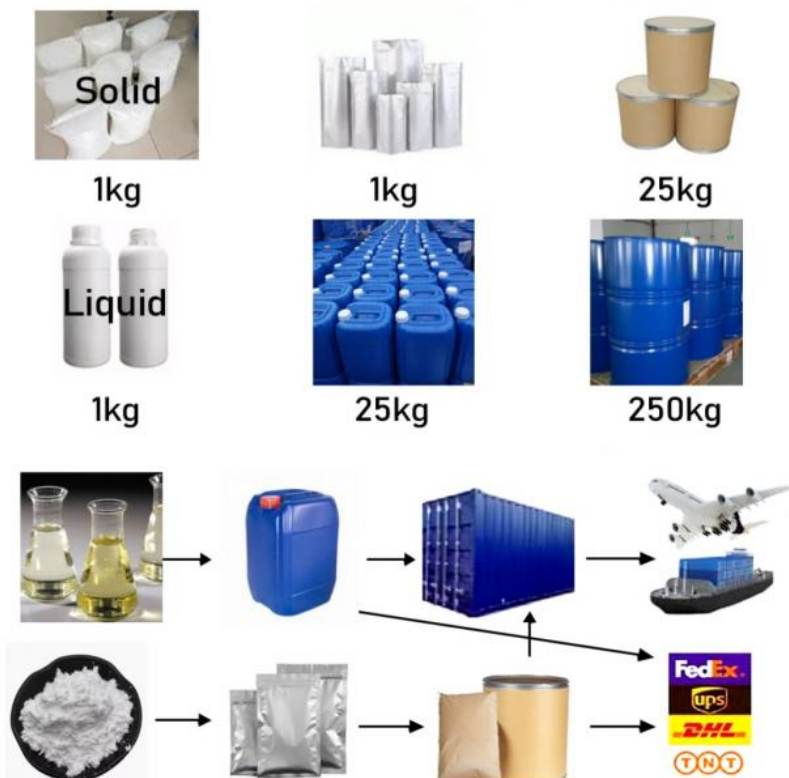 Solid
1kg
1kg
25kg
Liquid
1kg
25kg
250kg
FedEx
ups
DHL
TNT